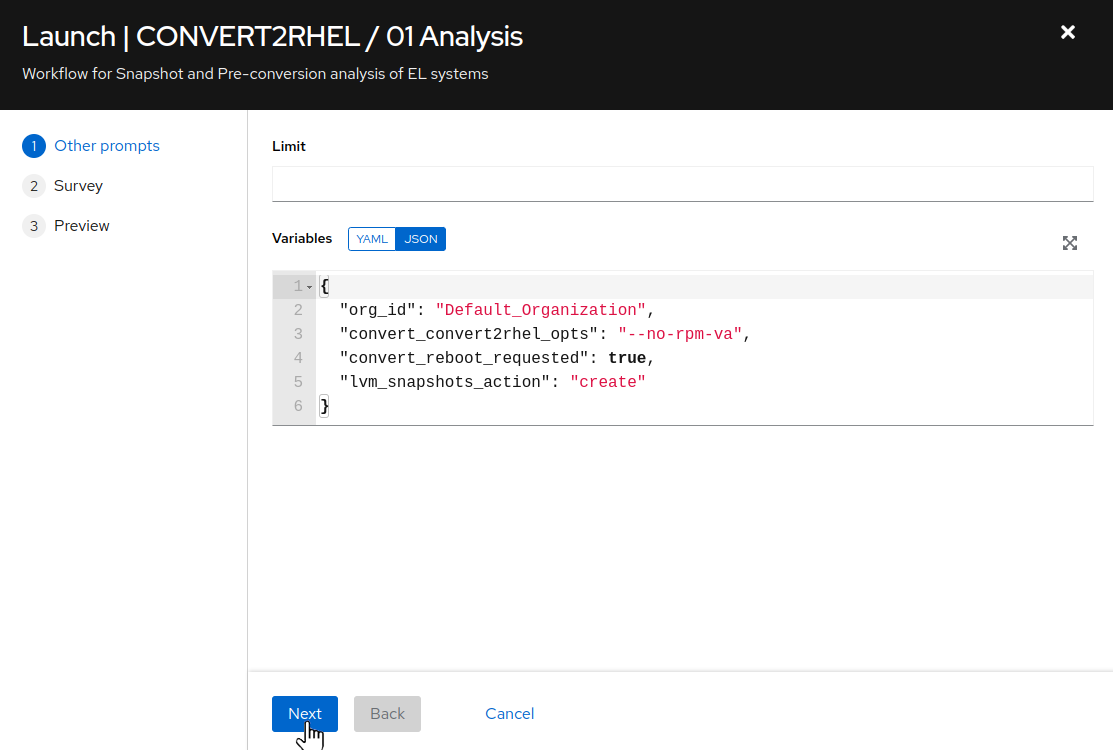 Launch | CONVERT2RHEL / 01 Analysis
Workflow for Snapshot and Pre-conversion analysis of EL systems
1 Other prompts
2 Survey
3 Preview
Limit
Variables YAML JSON
1 {
2 "org_id": "Default_Organization",
3 "convert_convert2rhel_opts": "--no-rpm-va",
4 "convert_reboot_requested": true,
5 "lvm_snapshots_action": "create"
6 }
Next Back Cancel